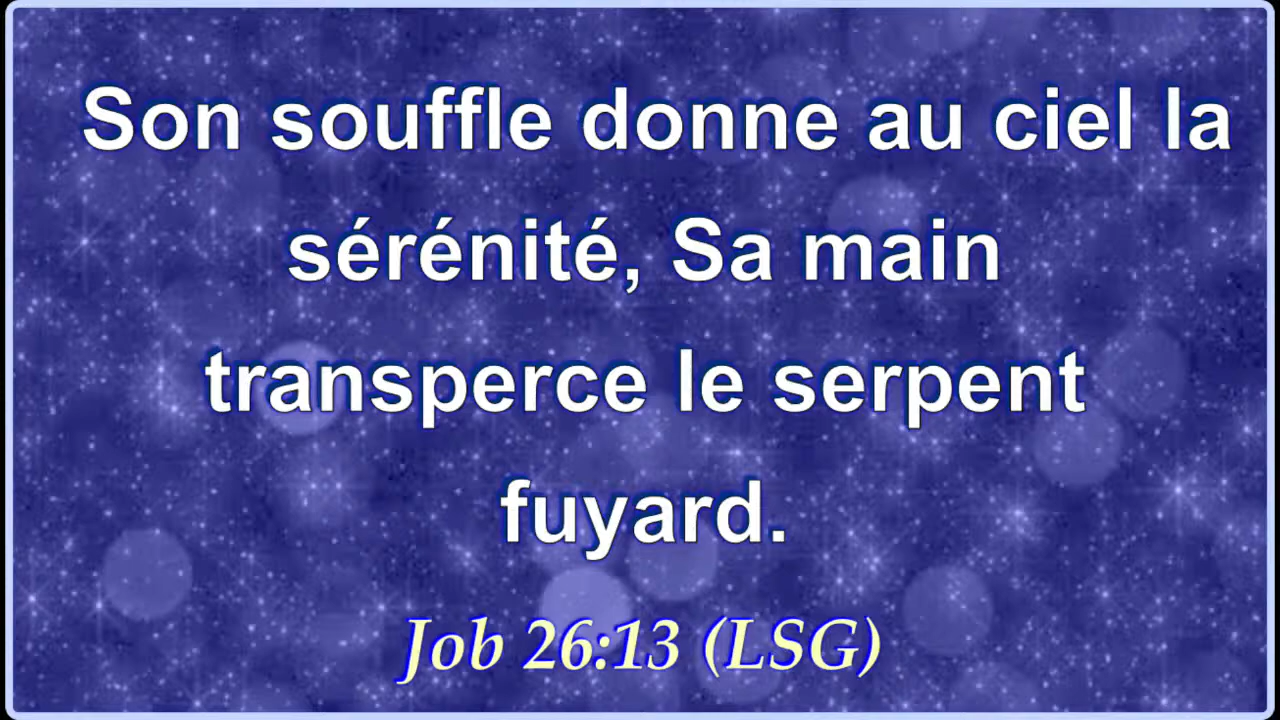 Son souffle donne au ciel la
sérénité, Sa main
transperce le serpent
fuyard.
Job 26:13 (LSG)